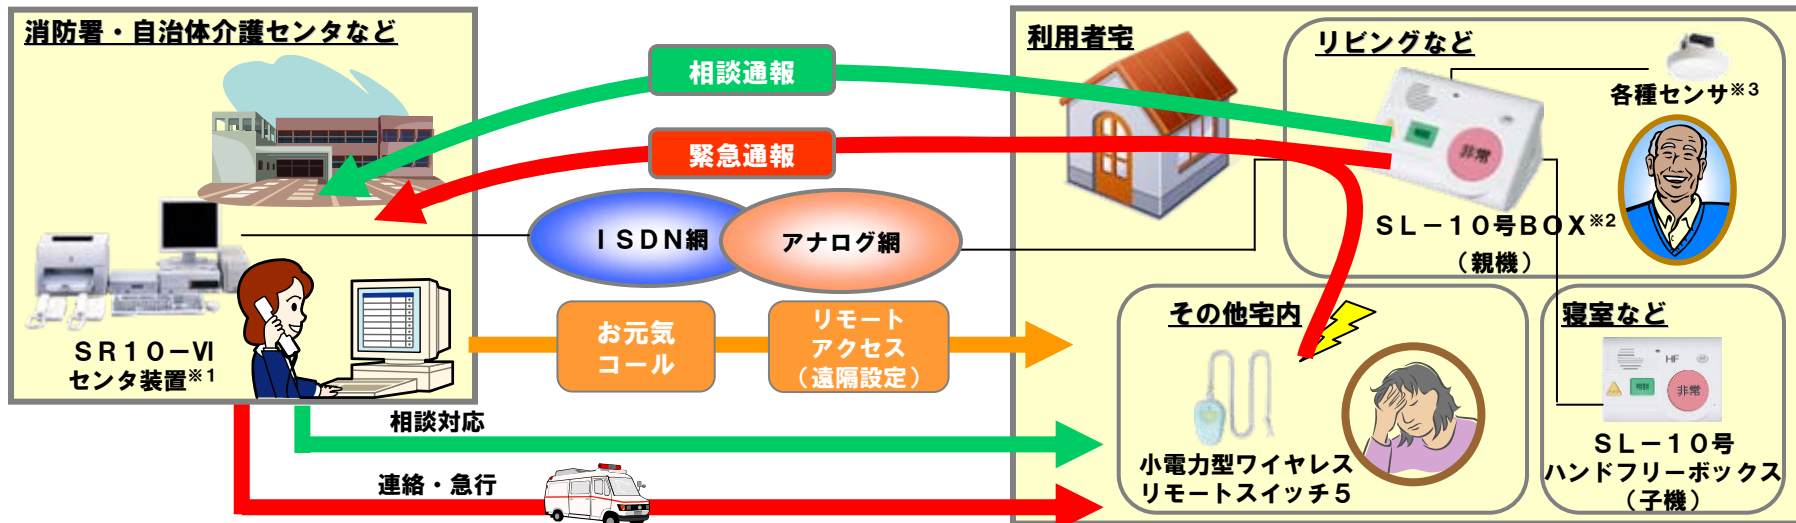 消防署・自治体介護センタなど
相談通報
緊急通報
ＩＳＤＮ網
アナログ網
お元気
コール
リモート
アクセス
（遠隔設定）
ＳＲ１０－Ⅵ
センタ装置※1
相談対応
連絡・急行
利用者宅
リビングなど
各種センサ※3
非常
ＳＬ－１０号ＢＯＸ※2
（親機）
その他宅内
小電力型ワイヤレス
リモートスイッチ５
寝室など
HF
相談
非常
ＳＬ－１０号
ハンドフリーボックス
（子機）